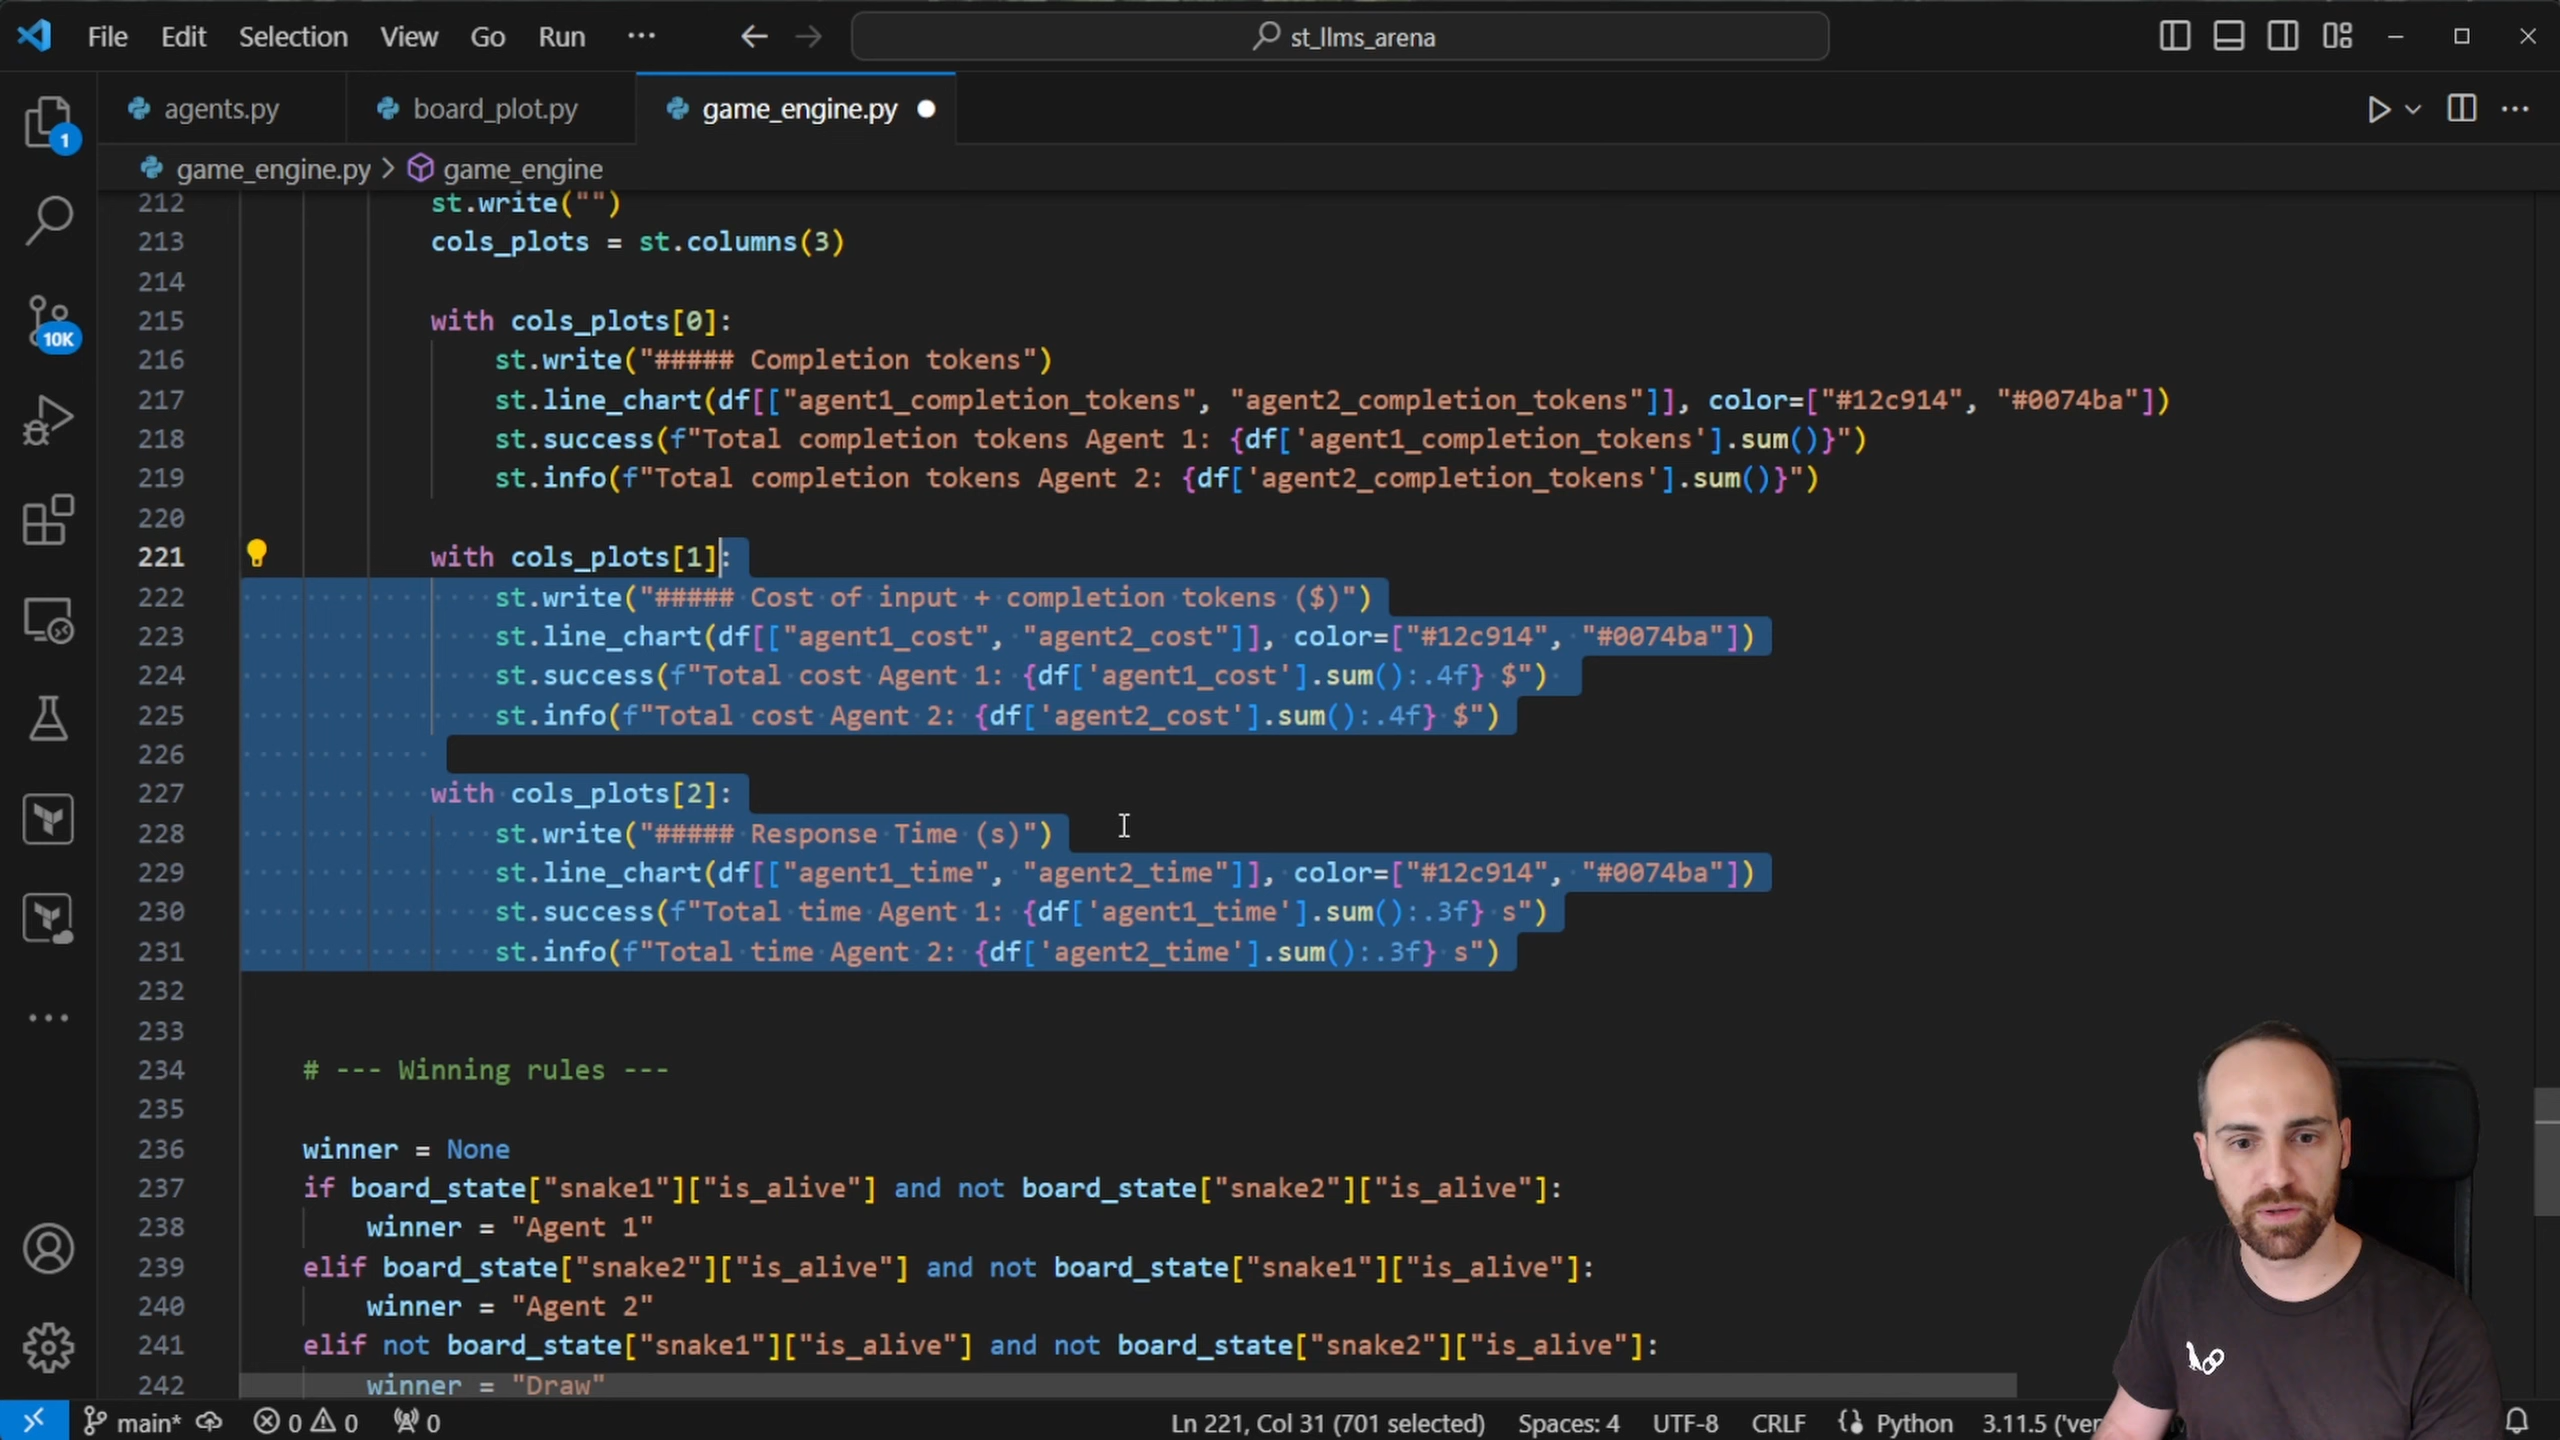 File Edit Selection View Go Run ··· st_llms_arena
agents.py board_plot.py game_engine.py
game_engine.py > game_engine
1
10K
212 st.write("")
213 cols_plots = st.columns(3)
214
215 with cols_plots[0]:
216 st.write("##### Completion tokens")
217 st.line_chart(df[["agent1_completion_tokens", "agent2_completion_tokens"]], color=["#12c914", "#0074ba"])
218 st.success(f"Total completion tokens Agent 1: {df['agent1_completion_tokens'].sum()}")
219 st.info(f"Total completion tokens Agent 2: {df['agent2_completion_tokens'].sum()}")
220
221 with cols_plots[1]:
222 st.write("##### Cost of input + completion tokens ($)")
223 st.line_chart(df[["agent1_cost", "agent2_cost"]], color=["#12c914", "#0074ba"])
224 st.success(f"Total cost Agent 1: {df['agent1_cost'].sum():.4f} $")
225 st.info(f"Total cost Agent 2: {df['agent2_cost'].sum():.4f} $")
226
227 with cols_plots[2]:
228 st.write("##### Response Time (s)")
229 st.line_chart(df[["agent1_time", "agent2_time"]], color=["#12c914", "#0074ba"])
230 st.success(f"Total time Agent 1: {df['agent1_time'].sum():.3f} s")
231 st.info(f"Total time Agent 2: {df['agent2_time'].sum():.3f} s")
232
233
234 # --- Winning rules ---
235
236 winner = None
237 if board_state["snake1"]["is_alive"] and not board_state["snake2"]["is_alive"]:
238 winner = "Agent 1"
239 elif board_state["snake2"]["is_alive"] and not board_state["snake1"]["is_alive"]:
240 winner = "Agent 2"
241 elif not board_state["snake1"]["is_alive"] and not board_state["snake2"]["is_alive"]:
242 winner = "Draw"
main* 0 0 0 Ln 221, Col 31 (701 selected) Spaces: 4 UTF-8 CRLF Python 3.11.5 ('ver